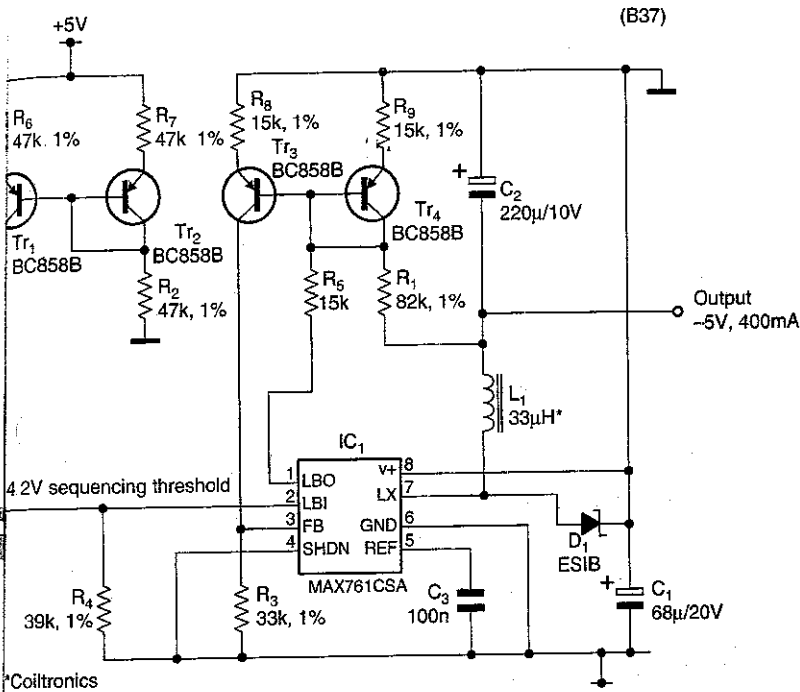 (B37)
+5V
R6
47k. 1%
R7
47k 1%
R8
15k, 1%
R9
15k, 1%
Tr3
BC858B
C2
220µ/10V
Tr4
BC858B
Tr1
BC858B
Tr2
BC858B
R2
47k, 1%
R5
15k
R1
82k, 1%
Output
–5V, 400mA
L1
33µH*
IC1
1
LBO
2
LBI
3
FB
4
SHDN
v+
8
LX
7
GND
6
REF
5
MAX761CSA
4.2V sequencing threshold
D1
ESIB
R4
39k, 1%
R3
33k, 1%
C3
100n
C1
68µ/20V
*Coiltronics